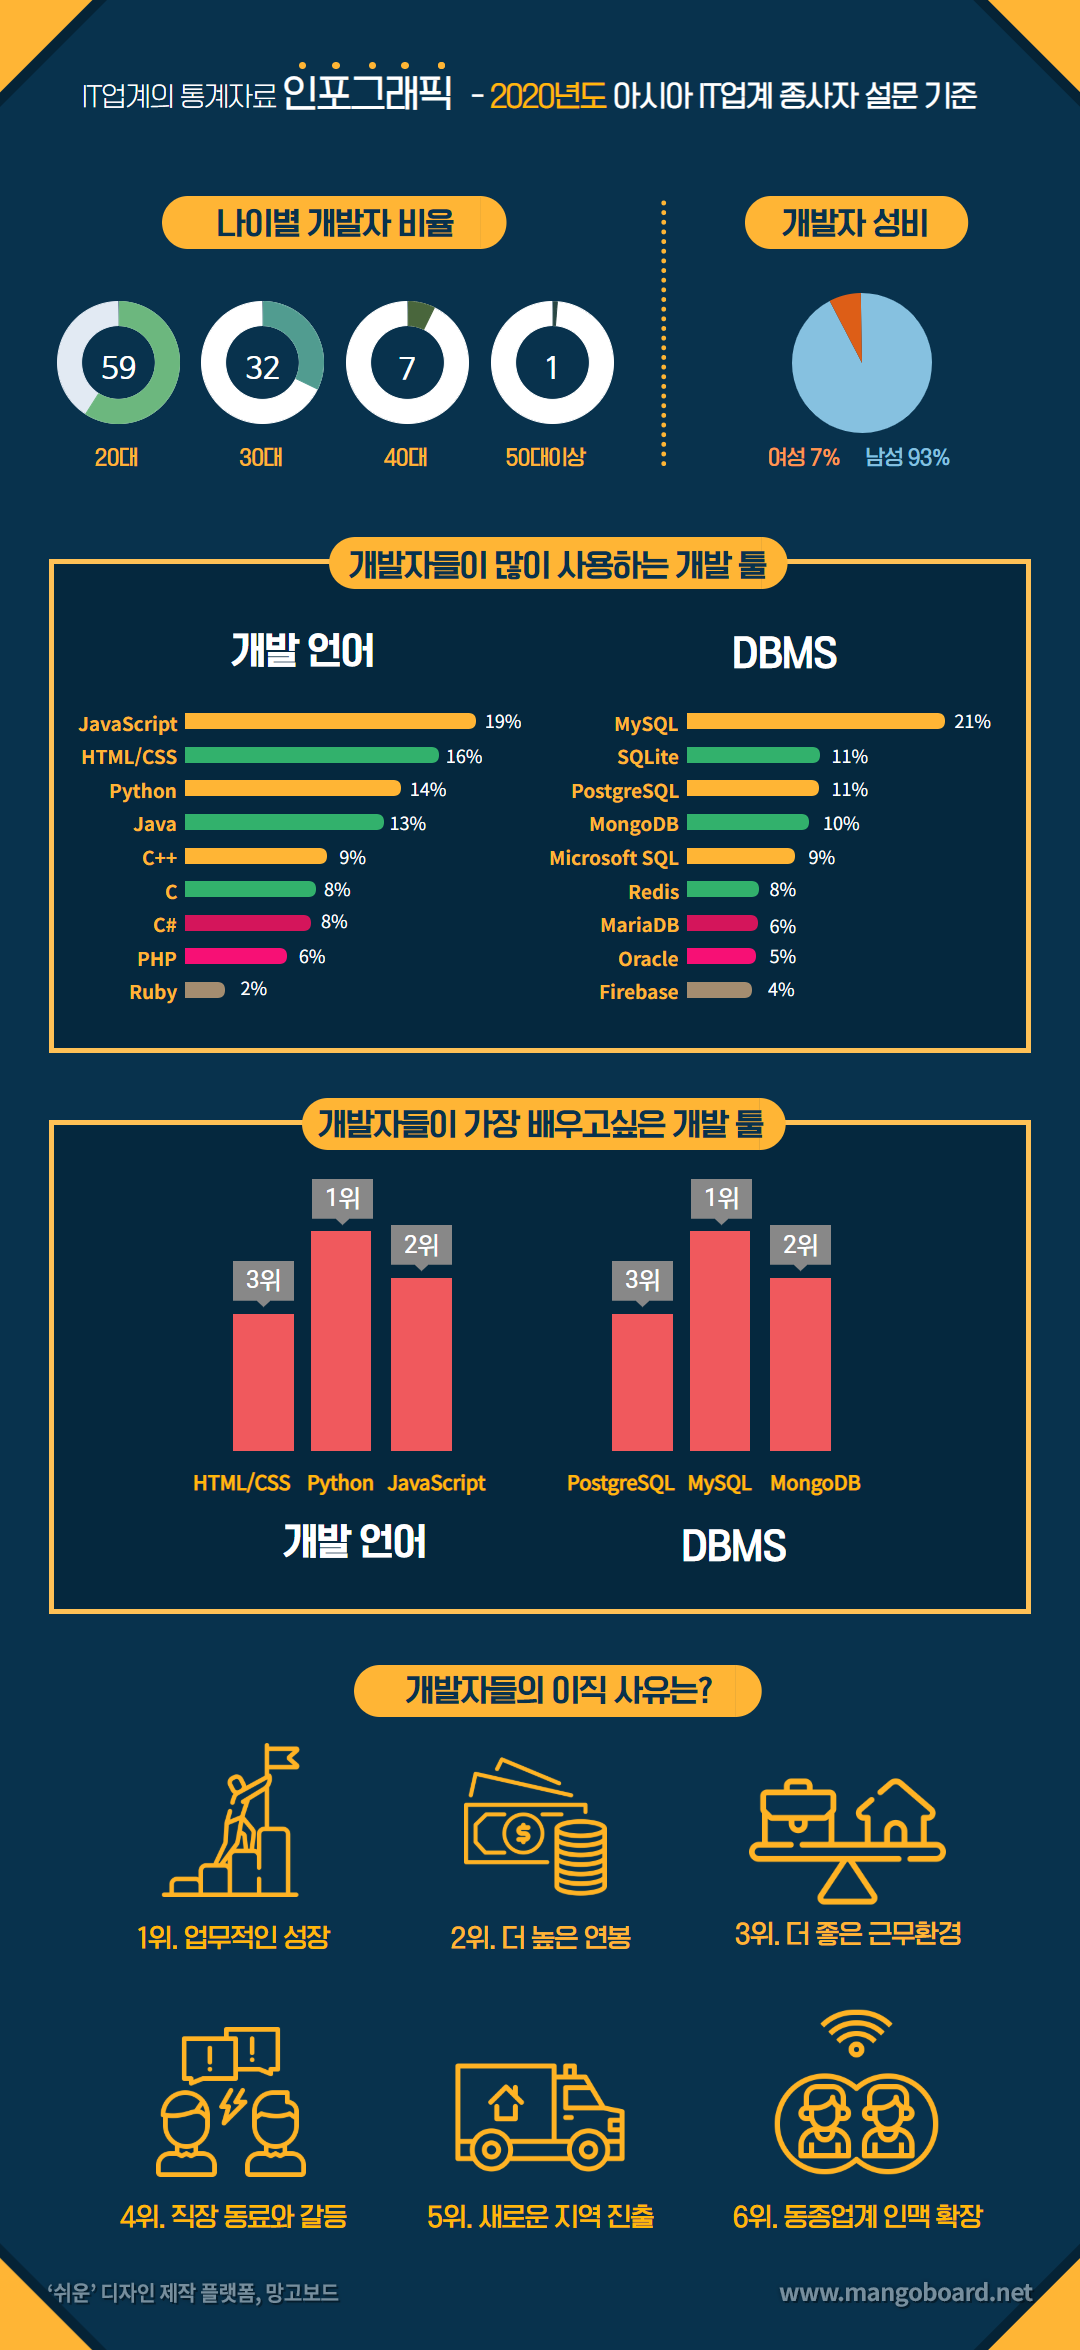 IT업계의 통계자료 인포그래픽 - 2020년도 아시아 IT업계 종사자 설문 기준
나이별 개발자 비율
59
32
7
1
20대
30대
40대
50대이상
개발자 성비
여성 7%
남성 93%
개발자들이 많이 사용하는 개발 툴
개발 언어
JavaScript 19%
HTML/CSS 16%
Python 14%
Java 13%
C++ 9%
C 8%
C# 8%
PHP 6%
Ruby 2%
DBMS
MySQL 21%
SQLite 11%
PostgreSQL 11%
MongoDB 10%
Microsoft SQL 9%
Redis 8%
MariaDB 6%
Oracle 5%
Firebase 4%
개발자들이 가장 배우고싶은 개발 툴
3위
1위
2위
HTML/CSS
Python
JavaScript
개발 언어
3위
1위
2위
PostgreSQL
MySQL
MongoDB
DBMS
개발자들의 이직 사유는?
1위. 업무적인 성장
2위. 더 높은 연봉
3위. 더 좋은 근무환경
4위. 직장 동료와 갈등
5위. 새로운 지역 진출
6위. 동종업계 인맥 확장
‘쉬운’ 디자인 제작 플랫폼, 망고보드
www.mangoboard.net